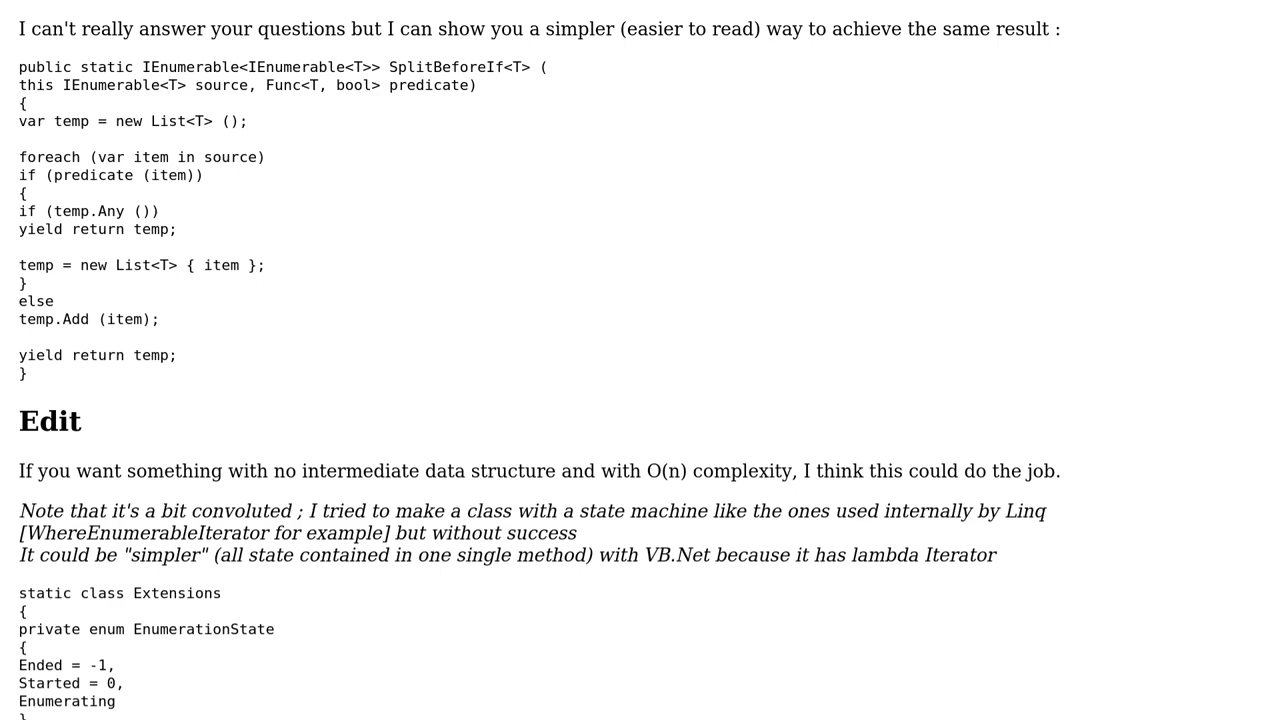 I can't really answer your questions but I can show you a simpler (easier to read) way to achieve the same result :
public static IEnumerable<IEnumerable<T>> SplitBeforeIf<T> (
this IEnumerable<T> source, Func<T, bool> predicate)
{
var temp = new List<T> ();
foreach (var item in source)
if (predicate (item))
{
if (temp.Any ())
yield return temp;
temp = new List<T> { item };
}
else
temp.Add (item);
yield return temp;
}
Edit
If you want something with no intermediate data structure and with O(n) complexity, I think this could do the job.
Note that it's a bit convoluted ; I tried to make a class with a state machine like the ones used internally by Linq
[WhereEnumerableIterator for example] but without success
It could be "simpler" (all state contained in one single method) with VB.Net because it has lambda Iterator
static class Extensions
{
private enum EnumerationState
{
Ended = -1,
Started = 0,
Enumerating
}